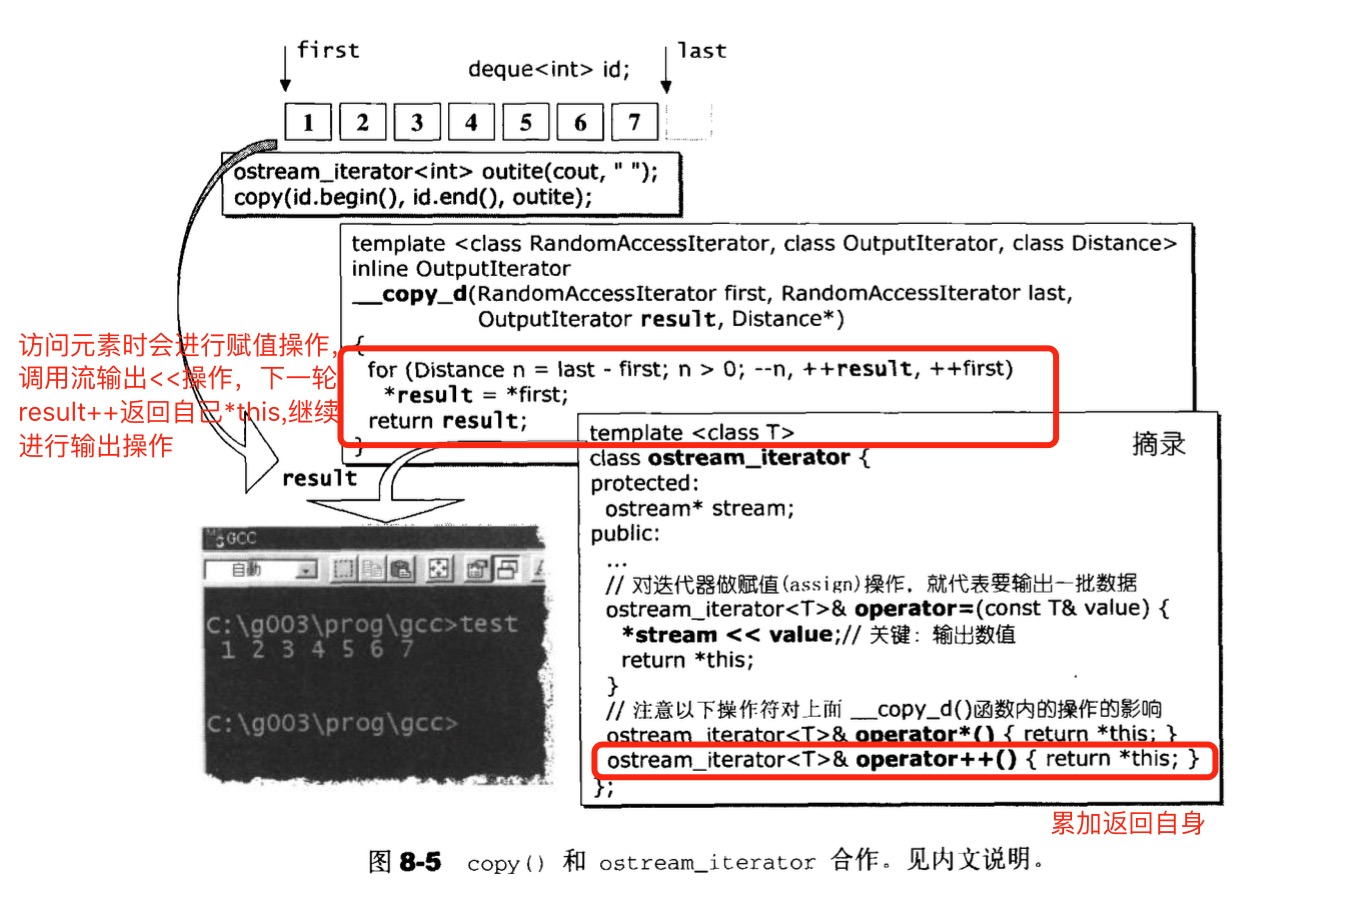 first
last
deque<int> id;
1 2 3 4 5 6 7
ostream_iterator<int> outite(cout, " ");
copy(id.begin(), id.end(), outite);
template <class RandomAccessIterator, class OutputIterator, class Distance>
inline OutputIterator
__copy_d(RandomAccessIterator first, RandomAccessIterator last,
OutputIterator result, Distance*)
{
for (Distance n = last - first; n > 0; --n, ++result, ++first)
*result = *first;
return result;
}
访问元素时会进行赋值操作,
调用流输出<<操作，下一轮
result++返回自己*this,继续
进行输出操作
result
template <class T>
摘录
class ostream_iterator {
protected:
ostream* stream;
public:
...
// 对迭代器做赋值(assign)操作，就代表要输出一批数据
ostream_iterator<T>& operator=(const T& value) {
*stream << value;// 关键：输出数值
return *this;
}
// 注意以下操作符对上面 __copy_d()函数内的操作的影响
ostream_iterator<T>& operator*() { return *this; }
ostream_iterator<T>& operator++() { return *this; }
};
累加返回自身
GCC
自動
C:\g003\prog\gcc>test
1 2 3 4 5 6 7
C:\g003\prog\gcc>
图 8-5 copy() 和 ostream_iterator 合作。见内文说明。